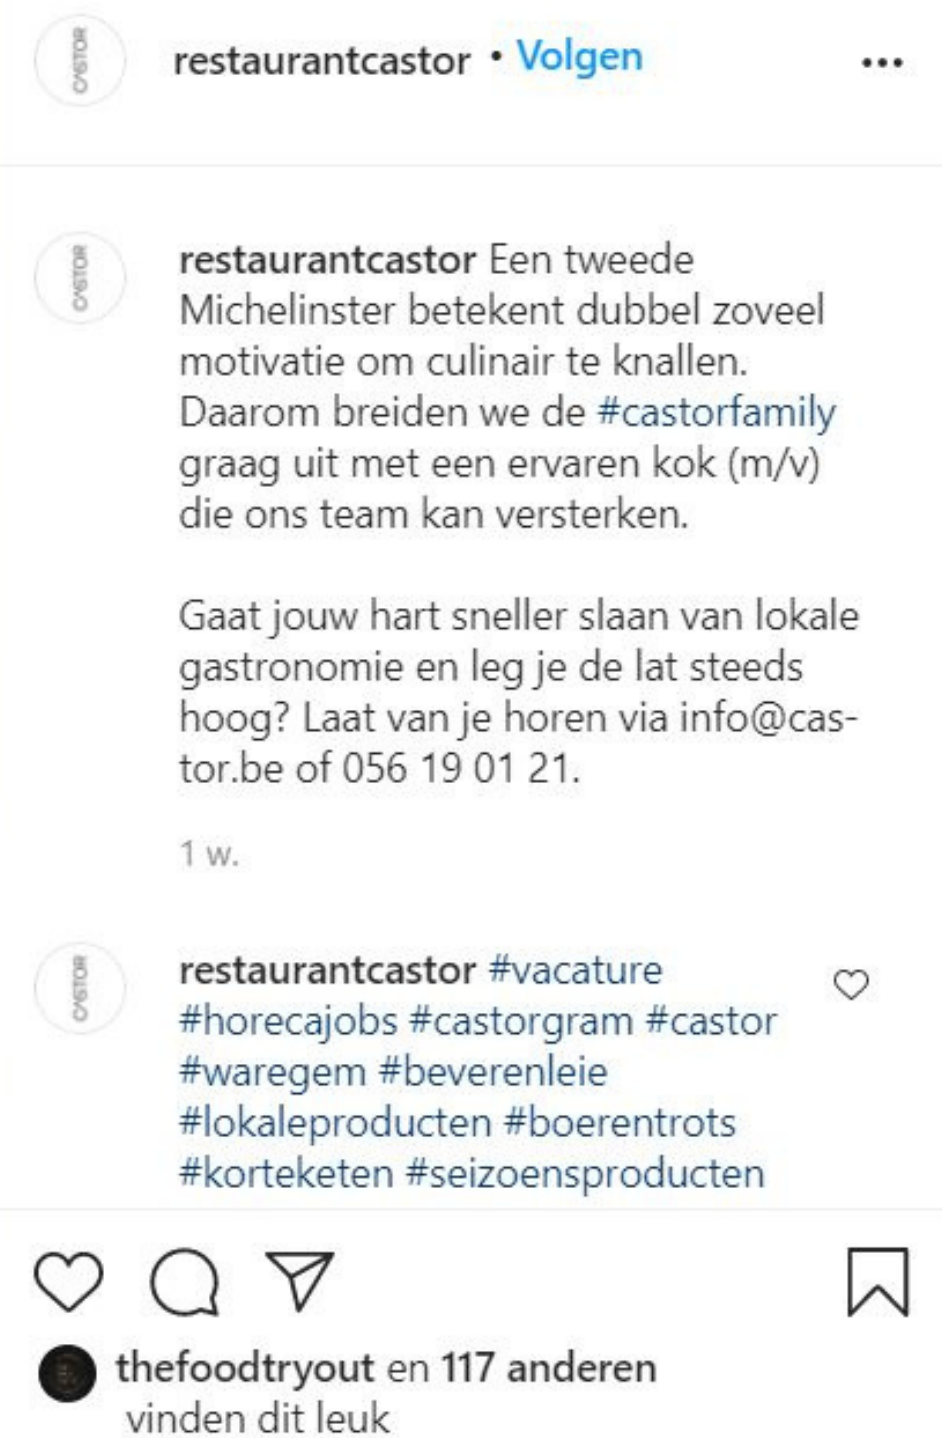 CASTOR
restaurantcastor • Volgen
CASTOR
restaurantcastor Een tweede
Michelinster betekent dubbel zoveel
motivatie om culinair te knallen.
Daarom breiden we de #castorfamily
graag uit met een ervaren kok (m/v)
die ons team kan versterken.
Gaat jouw hart sneller slaan van lokale
gastronomie en leg je de lat steeds
hoog? Laat van je horen via info@cas-
tor.be of 056 19 01 21.
1 w.
CASTOR
restaurantcastor #vacature
#horecajobs #castorgram #castor
#waregem #beverenleie
#lokaleproducten #boerentrots
#korteketen #seizoensproducten
thefoodtryout en 117 anderen
vinden dit leuk